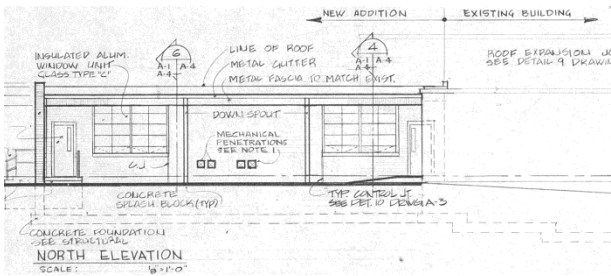 NEW ADDITION
EXISTING BUILDING
6
A-1 A-4
A-4
4
A-1 A-4
A-4
INSULATED ALUM.
WINDOW UNIT
GLASS TYPE "C"
LINE OF ROOF
METAL GUTTER
METAL FASCIA TO MATCH EXIST.
ROOF EXPANSION
SEE DETAIL 9
DOWN SPOUT
MECHANICAL
PENETRATIONS
SEE NOTE 1
C.J.
CONCRETE
SPLASH BLOCK (TYP)
TYP. CONTROL JT.
SEE DET. 10 DRWG A-3
CONCRETE FOUNDATION
SEE STRUCTURAL
NORTH ELEVATION
SCALE: